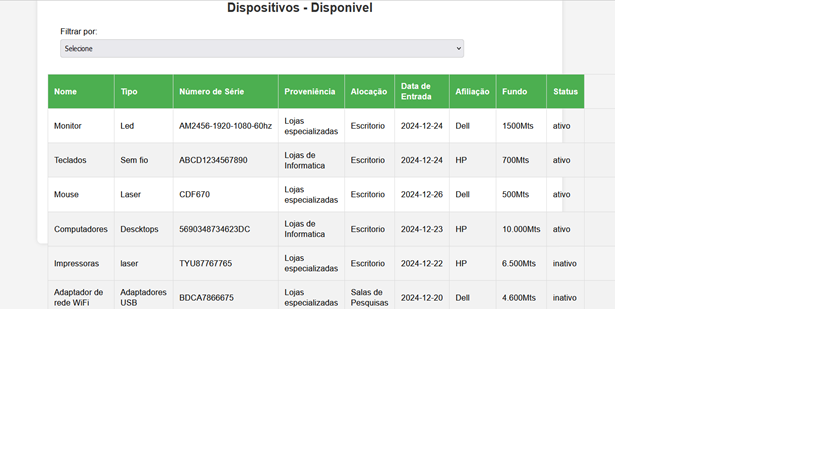 Dispositivos - Disponivel
Filtrar por:
Selecione
Nome Tipo Número de Série Proveniência Alocação Data de Entrada Afiliação Fundo Status
Monitor Led AM2456-1920-1080-60hz Lojas especializadas Escritorio 2024-12-24 Dell 1500Mts ativo
Teclados Sem fio ABCD1234567890 Lojas de Informatica Escritorio 2024-12-24 HP 700Mts ativo
Mouse Laser CDF670 Lojas especializadas Escritorio 2024-12-26 Dell 500Mts ativo
Computadores Descktops 5690348734623DC Lojas de Informatica Escritorio 2024-12-23 HP 10.000Mts ativo
Impressoras laser TYU87767765 Lojas especializadas Escritorio 2024-12-22 HP 6.500Mts inativo
Adaptador de rede WiFi Adaptadores USB BDCA7866675 Lojas especializadas Salas de Pesquisas 2024-12-20 Dell 4.600Mts inativo